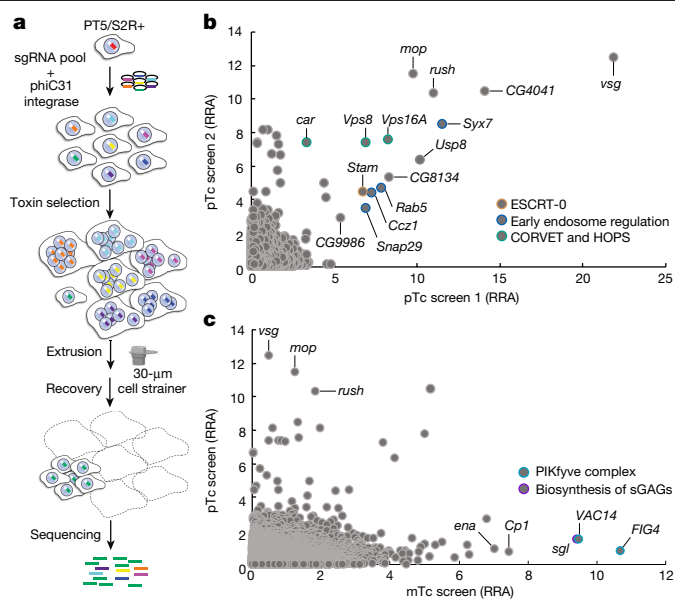 a
PT5/S2R+
sgRNA pool
+
phiC31
integrase
Toxin selection
Extrusion
30-μm
cell strainer
Recovery
Sequencing
b
14
12
10
8
6
4
2
0
pTc screen 2 (RRA)
mop
rush
CG4041
vsg
car
Vps8
Vps16A
Syx7
Usp8
Stam
CG8134
Rab5
Ccz1
CG9986
Snap29
ESCRT-0
Early endosome regulation
CORVET and HOPS
0 5 10 15 20 25
pTc screen 1 (RRA)
c
14
12
10
8
6
4
2
0
pTc screen (RRA)
vsg
mop
rush
PIKfyve complex
Biosynthesis of sGAGs
ena
Cp1
VAC14
sgl
FIG4
0 2 4 6 8 10 12
mTc screen (RRA)